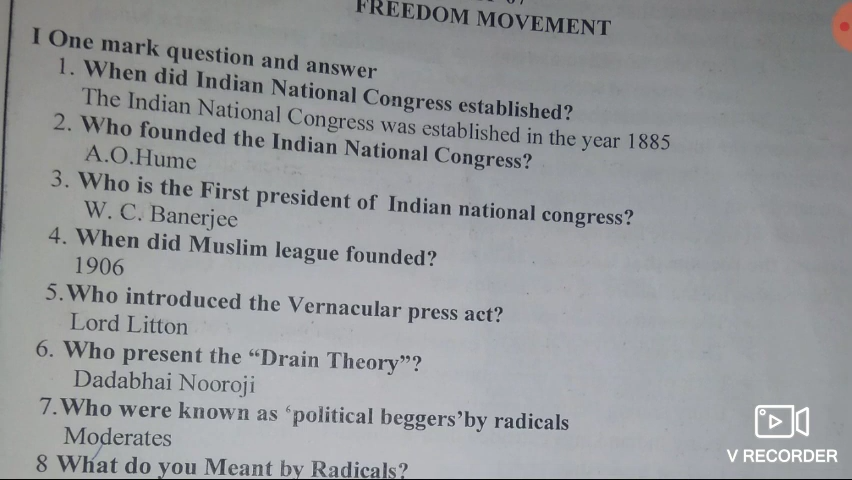 FREEDOM MOVEMENT
I One mark question and answer
1. When did Indian National Congress established?
The Indian National Congress was established in the year 1885
2. Who founded the Indian National Congress?
A.O.Hume
3. Who is the First president of Indian national congress?
W. C. Banerjee
4. When did Muslim league founded?
1906
5.Who introduced the Vernacular press act?
Lord Litton
6. Who present the “Drain Theory”?
Dadabhai Nooroji
7.Who were known as ‘political beggers’by radicals
Moderates
8 What do you Meant by Radicals?
V RECORDER